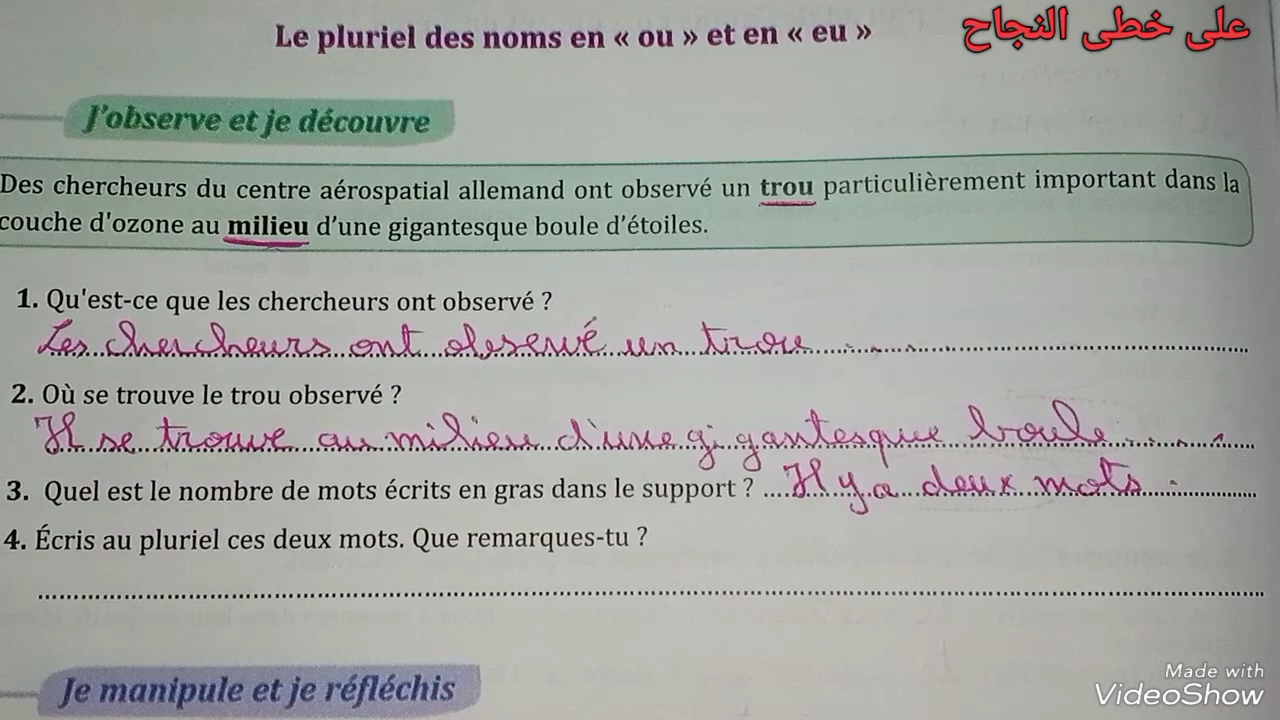 Le pluriel des noms en « ou » et en « eu »
على خطى النجاح
J'observe et je découvre
Des chercheurs du centre aérospatial allemand ont observé un trou particulièrement important dans la
couche d'ozone au milieu d'une gigantesque boule d'étoiles.
1. Qu'est-ce que les chercheurs ont observé ?
Les chercheurs ont observé un trou
2. Où se trouve le trou observé ?
Il se trouve au milieu d'une gigantesque boule
3. Quel est le nombre de mots écrits en gras dans le support ? Il y a deux mots
4. Écris au pluriel ces deux mots. Que remarques-tu ?
Je manipule et je réfléchis
Made with
VideoShow